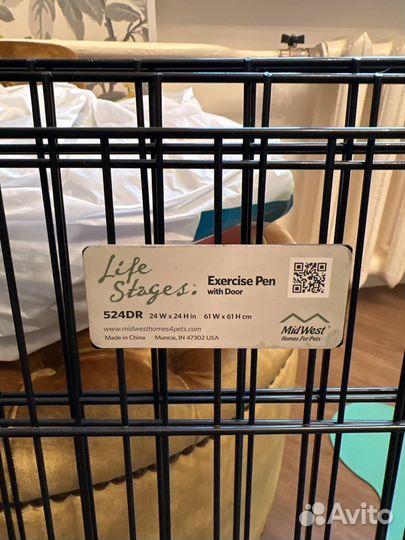 Life
Stages:
Exercise Pen
with Door
524DR 24 W x 24 H in 61 W x 61 H cm
www.midwesthomes4pets.com
Made in China Muncie, IN 47302 USA
MidWest
Homes For Pets
Avito